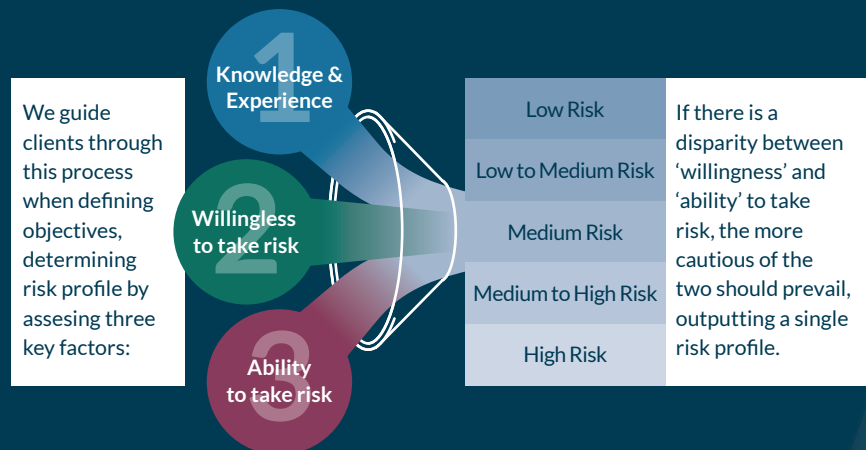 We guide
clients through
this process
when defining
objectives,
determining
risk profile by
assesing three
key factors:
1
Knowledge &
Experience
2
Willingless
to take risk
3
Ability
to take risk
Low Risk
Low to Medium Risk
Medium Risk
Medium to High Risk
High Risk
If there is a
disparity between
‘willingness’ and
‘ability’ to take
risk, the more
cautious of the
two should prevail,
outputting a single
risk profile.